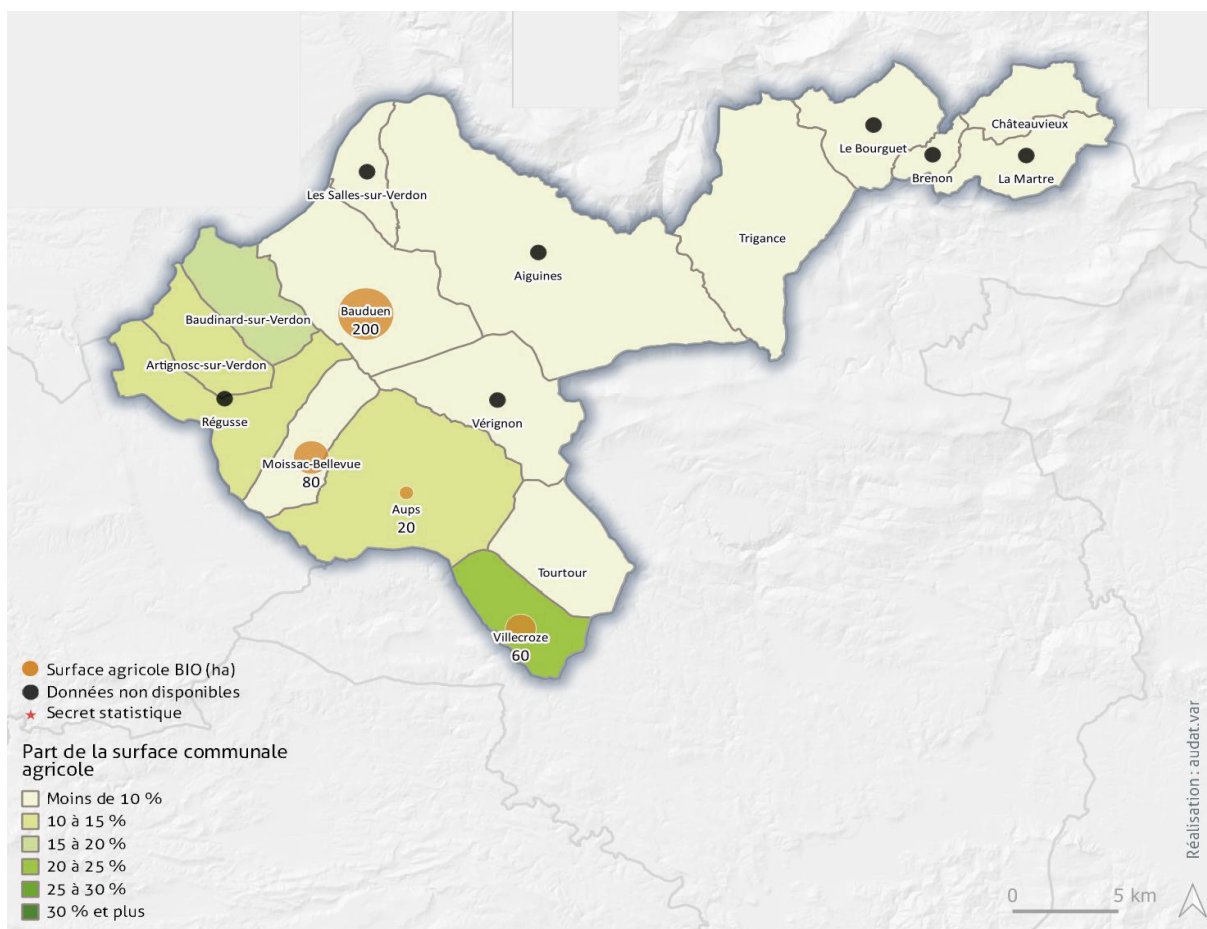 Châteauvieux
Le Bourguet
Brenon
La Martre
Les Salles-sur-Verdon
Trigance
Aiguines
Bauduen
200
Baudinard-sur-Verdon
Artignosc-sur-Verdon
Régusse
Vérignon
Moissac-Bellevue
80
Aups
20
Tourtour
Villecroze
60
Surface agricole BIO (ha)
Données non disponibles
Secret statistique
Part de la surface communale
agricole
Moins de 10 %
10 à 15 %
15 à 20 %
20 à 25 %
25 à 30 %
30 % et plus
0 5 km
Réalisation : audat.var